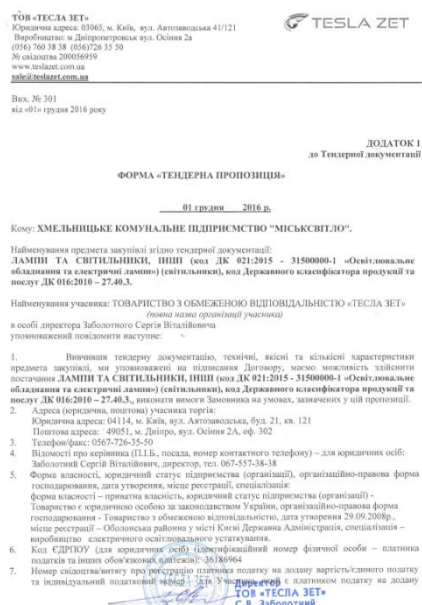 ТОВ «ТЕСЛА ЗЕТ»
Юридична адреса: 03065, м. Київ, вул. Автозаводська 41/121
Виробництво: м Дніпропетровськ вул. Осіння 2а
(056) 760 38 38 (056)726 35 50
№ свідоцтва 200056959
www.teslazet.com.ua
sale@teslazet.com.ua
TESLA ZET
Вих. № 301
від «01» грудня 2016 року
ДОДАТОК 1
до Тендерної документації
ФОРМА «ТЕНДЕРНА ПРОПОЗИЦІЯ»
01 грудня 2016 р.
Кому: ХМЕЛЬНИЦЬКЕ КОМУНАЛЬНЕ ПІДПРИЄМСТВО "МІСЬКСВІТЛО".
Найменування предмета закупівлі згідно тендерної документації:
ЛАМПИ ТА СВІТИЛЬНИКИ, ІНШІ (код ДК 021:2015 - 31500000-1 «Освітлювальне
обладнання та електричні лампи») (світильники), код Державного класифікатора продукції та
послуг ДК 016:2010 – 27.40.3.
Найменування учасника: ТОВАРИСТВО З ОБМЕЖЕНОЮ ВІДПОВІДАЛЬНІСТЮ «ТЕСЛА ЗЕТ»
(повна назва організації учасника)
в особі директора Заболотного Сергія Віталійовича
уповноважений повідомити наступне:
1. Вивчивши тендерну документацію, технічні, якісні та кількісні характеристики
предмета закупівлі, ми уповноважені на підписання Договору, маємо можливість здійснити
постачання ЛАМПИ ТА СВІТИЛЬНИКИ, ІНШІ (код ДК 021:2015 - 31500000-1 «Освітлювальне
обладнання та електричні лампи») (світильники), код Державного класифікатора продукції та
послуг ДК 016:2010 – 27.40.3., виконати вимоги Замовника на умовах, зазначених у цій пропозиції.
2. Адреса (юридична, поштова) учасника торгів:
Юридична адреса: 04114, м. Київ, вул. Автозаводська, буд. 21, кв. 121
Поштова адреса: 49051, м. Дніпро, вул. Осіння 2А, оф. 302
3. Телефон/факс: 0567-726-35-50
4. Відомості про керівника (П.І.Б., посада, номер контактного телефону) – для юридичних осіб:
Заболотний Сергій Віталійович, директор, тел. 067-557-38-38
5. Форма власності, юридичний статус підприємства (організації), організаційно-правова форма
господарювання, дата утворення, місце реєстрації, спеціалізація:
форма власності – приватна власність, юридичний статус підприємства (організації) -
Товариство є юридичною особою за законодавством України, організаційно-правова форма
господарювання - Товариство з обмеженою відповідальністю, дата утворення 29.09.2008р.,
місце реєстрації – Оболонська районна у місті Києві Державна Адміністрація, спеціалізація –
виробництво електричного освітлювального устаткування.
6. Код ЄДРПОУ (для юридичних осіб) (ідентифікаційний номер фізичної особи – платника
податків та інших обов'язкових платежів): 36186964
7. Номер свідоцтва/витягу про реєстрацію платника податку на додану вартість/єдиного податку
та індивідуальний податковий номер - для Учасника, який є платником податку на додану
Директор
ТОВ «ТЕСЛА ЗЕТ»
С.В. Заболотний